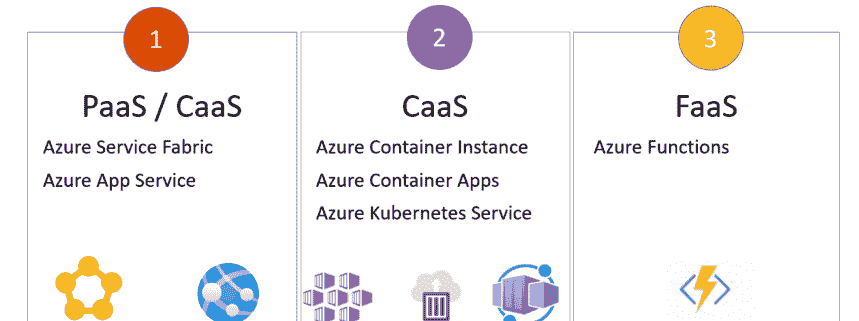 1
PaaS / CaaS
Azure Service Fabric
Azure App Service
2
CaaS
Azure Container Instance
Azure Container Apps
Azure Kubernetes Service
3
FaaS
Azure Functions